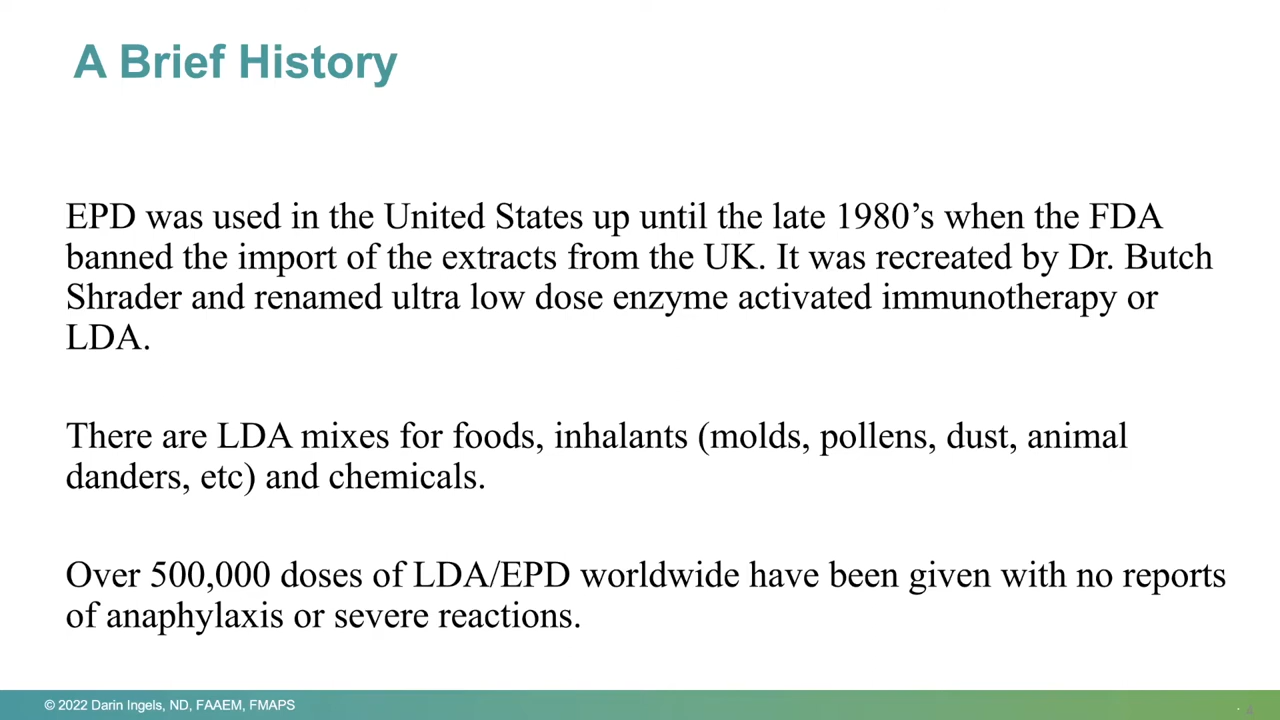 A Brief History
EPD was used in the United States up until the late 1980’s when the FDA
banned the import of the extracts from the UK. It was recreated by Dr. Butch
Shrader and renamed ultra low dose enzyme activated immunotherapy or
LDA.
There are LDA mixes for foods, inhalants (molds, pollens, dust, animal
danders, etc) and chemicals.
Over 500,000 doses of LDA/EPD worldwide have been given with no reports
of anaphylaxis or severe reactions.
© 2022 Darin Ingels, ND, FAAEM, FMAPS
4